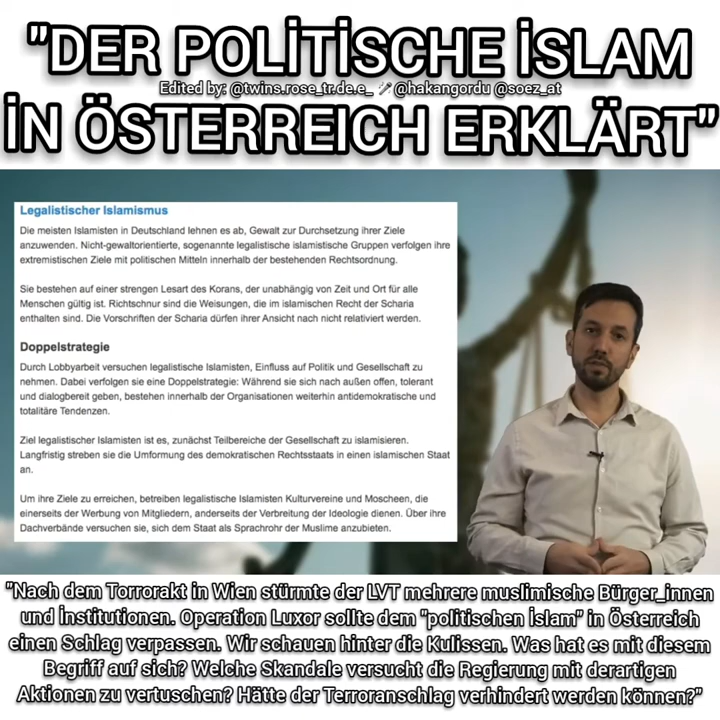 "DER POLİTİSCHE İSLAM
Edited by: @twins.rose_tr.de.e_ 🎤 @hakangordu @soez_at
İN ÖSTERREICH ERKLÄRT"
Legalistischer Islamismus
Die meisten Islamisten in Deutschland lehnen es ab, Gewalt zur Durchsetzung ihrer Ziele
anzuwenden. Nicht-gewaltorientierte, sogenannte legalistische islamistische Gruppen verfolgen ihre
extremistischen Ziele mit politischen Mitteln innerhalb der bestehenden Rechtsordnung.
Sie bestehen auf einer strengen Lesart des Korans, der unabhängig von Zeit und Ort für alle
Menschen gültig ist. Richtschnur sind die Weisungen, die im islamischen Recht der Scharia
enthalten sind. Die Vorschriften der Scharia dürfen ihrer Ansicht nach nicht relativiert werden.
Doppelstrategie
Durch Lobbyarbeit versuchen legalistische Islamisten, Einfluss auf Politik und Gesellschaft zu
nehmen. Dabei verfolgen sie eine Doppelstrategie: Während sie sich nach außen offen, tolerant
und dialogbereit geben, bestehen innerhalb der Organisationen weiterhin antidemokratische und
totalitäre Tendenzen.
Ziel legalistischer Islamisten ist es, zunächst Teilbereiche der Gesellschaft zu islamisieren.
Langfristig streben sie die Umformung des demokratischen Rechtsstaats in einen islamischen Staat
an.
Um ihre Ziele zu erreichen, betreiben legalistische Islamisten Kulturvereine und Moscheen, die
einerseits der Werbung von Mitgliedern, anderseits der Verbreitung der Ideologie dienen. Über ihre
Dachverbände versuchen sie, sich dem Staat als Sprachrohr der Muslime anzubieten.
"Nach dem Torrorakt in Wien stürmte der LVT mehrere muslimische Bürger_innen
und İnstitutionen. Operation Luxor sollte dem "politischen İslam" in Österreich
einen Schlag verpassen. Wir schauen hinter die Kulissen. Was hat es mit diesem
Begriff auf sich? Welche Skandale versucht die Regierung mit derartigen
Aktionen zu vertuschen? Hätte der Terroranschlag verhindert werden können?"